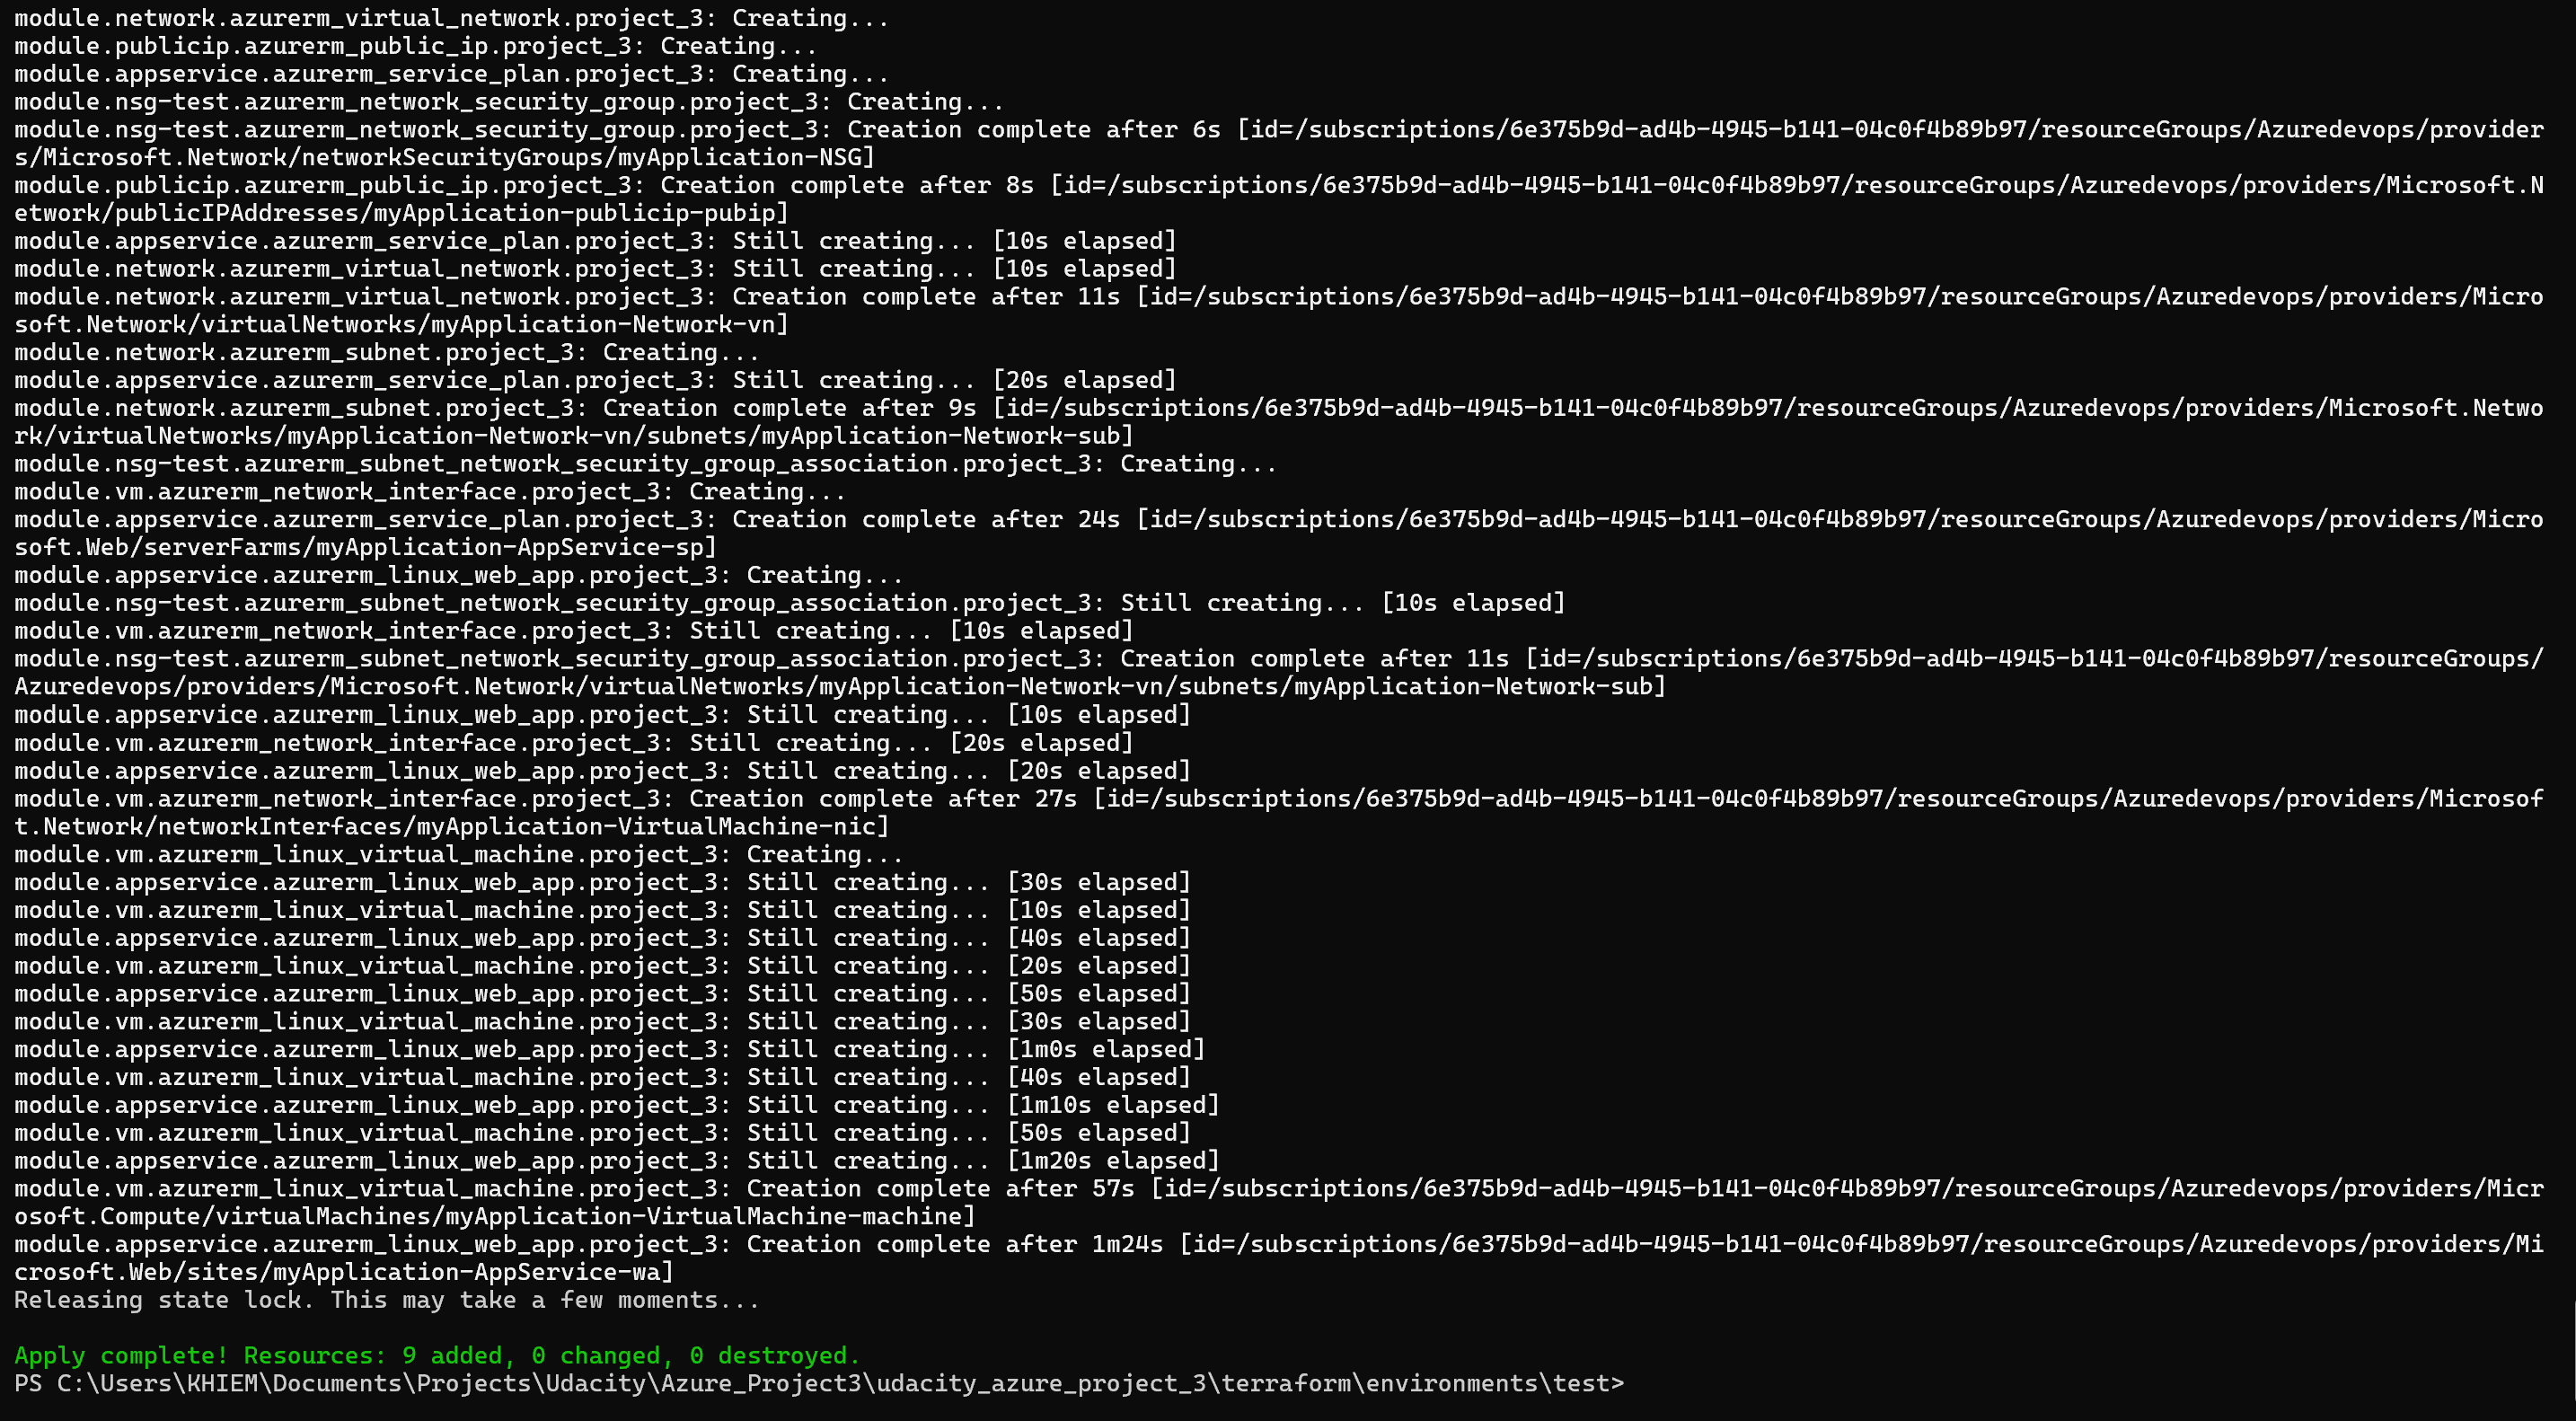 module.network.azurerm_virtual_network.project_3: Creating...
module.publicip.azurerm_public_ip.project_3: Creating...
module.appservice.azurerm_service_plan.project_3: Creating...
module.nsg-test.azurerm_network_security_group.project_3: Creating...
module.nsg-test.azurerm_network_security_group.project_3: Creation complete after 6s [id=/subscriptions/6e375b9d-ad4b-4945-b141-04c0f4b89b97/resourceGroups/Azuredevops/provider
s/Microsoft.Network/networkSecurityGroups/myApplication-NSG]
module.publicip.azurerm_public_ip.project_3: Creation complete after 8s [id=/subscriptions/6e375b9d-ad4b-4945-b141-04c0f4b89b97/resourceGroups/Azuredevops/providers/Microsoft.N
etwork/publicIPAddresses/myApplication-publicip-pubip]
module.appservice.azurerm_service_plan.project_3: Still creating... [10s elapsed]
module.network.azurerm_virtual_network.project_3: Still creating... [10s elapsed]
module.network.azurerm_virtual_network.project_3: Creation complete after 11s [id=/subscriptions/6e375b9d-ad4b-4945-b141-04c0f4b89b97/resourceGroups/Azuredevops/providers/Micro
soft.Network/virtualNetworks/myApplication-Network-vn]
module.network.azurerm_subnet.project_3: Creating...
module.appservice.azurerm_service_plan.project_3: Still creating... [20s elapsed]
module.network.azurerm_subnet.project_3: Creation complete after 9s [id=/subscriptions/6e375b9d-ad4b-4945-b141-04c0f4b89b97/resourceGroups/Azuredevops/providers/Microsoft.Netwo
rk/virtualNetworks/myApplication-Network-vn/subnets/myApplication-Network-sub]
module.nsg-test.azurerm_subnet_network_security_group_association.project_3: Creating...
module.vm.azurerm_network_interface.project_3: Creating...
module.appservice.azurerm_service_plan.project_3: Creation complete after 24s [id=/subscriptions/6e375b9d-ad4b-4945-b141-04c0f4b89b97/resourceGroups/Azuredevops/providers/Micro
soft.Web/serverFarms/myApplication-AppService-sp]
module.appservice.azurerm_linux_web_app.project_3: Creating...
module.nsg-test.azurerm_subnet_network_security_group_association.project_3: Still creating... [10s elapsed]
module.vm.azurerm_network_interface.project_3: Still creating... [10s elapsed]
module.nsg-test.azurerm_subnet_network_security_group_association.project_3: Creation complete after 11s [id=/subscriptions/6e375b9d-ad4b-4945-b141-04c0f4b89b97/resourceGroups/
Azuredevops/providers/Microsoft.Network/virtualNetworks/myApplication-Network-vn/subnets/myApplication-Network-sub]
module.appservice.azurerm_linux_web_app.project_3: Still creating... [10s elapsed]
module.vm.azurerm_network_interface.project_3: Still creating... [20s elapsed]
module.appservice.azurerm_linux_web_app.project_3: Still creating... [20s elapsed]
module.vm.azurerm_network_interface.project_3: Creation complete after 27s [id=/subscriptions/6e375b9d-ad4b-4945-b141-04c0f4b89b97/resourceGroups/Azuredevops/providers/Microsof
t.Network/networkInterfaces/myApplication-VirtualMachine-nic]
module.vm.azurerm_linux_virtual_machine.project_3: Creating...
module.appservice.azurerm_linux_web_app.project_3: Still creating... [30s elapsed]
module.vm.azurerm_linux_virtual_machine.project_3: Still creating... [10s elapsed]
module.appservice.azurerm_linux_web_app.project_3: Still creating... [40s elapsed]
module.vm.azurerm_linux_virtual_machine.project_3: Still creating... [20s elapsed]
module.appservice.azurerm_linux_web_app.project_3: Still creating... [50s elapsed]
module.vm.azurerm_linux_virtual_machine.project_3: Still creating... [30s elapsed]
module.appservice.azurerm_linux_web_app.project_3: Still creating... [1m0s elapsed]
module.vm.azurerm_linux_virtual_machine.project_3: Still creating... [40s elapsed]
module.appservice.azurerm_linux_web_app.project_3: Still creating... [1m10s elapsed]
module.vm.azurerm_linux_virtual_machine.project_3: Still creating... [50s elapsed]
module.appservice.azurerm_linux_web_app.project_3: Still creating... [1m20s elapsed]
module.vm.azurerm_linux_virtual_machine.project_3: Creation complete after 57s [id=/subscriptions/6e375b9d-ad4b-4945-b141-04c0f4b89b97/resourceGroups/Azuredevops/providers/Micr
osoft.Compute/virtualMachines/myApplication-VirtualMachine-machine]
module.appservice.azurerm_linux_web_app.project_3: Creation complete after 1m24s [id=/subscriptions/6e375b9d-ad4b-4945-b141-04c0f4b89b97/resourceGroups/Azuredevops/providers/Mi
crosoft.Web/sites/myApplication-AppService-wa]
Releasing state lock. This may take a few moments...
Apply complete! Resources: 9 added, 0 changed, 0 destroyed.
PS C:\Users\KHIEM\Documents\Projects\Udacity\Azure_Project3\udacity_azure_project_3\terraform\environments\test>